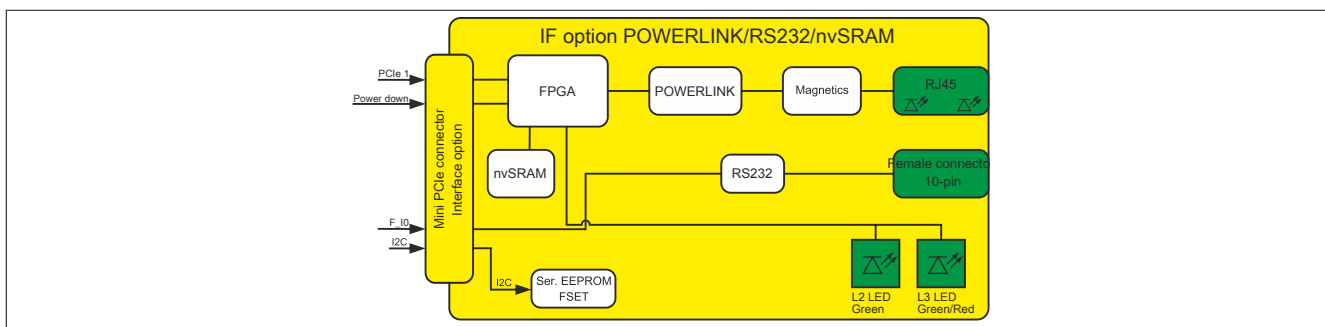 IF option POWERLINK/RS232/nvSRAM
PCIe 1
Power down
Mini PCIe connector
Interface option
FPGA
POWERLINK
Magnetics
RJ45
nvSRAM
RS232
Female connecto
10-pin
F_I0
I2C
I2C
Ser. EEPROM
FSET
L2 LED
Green
L3 LED
Green/Red